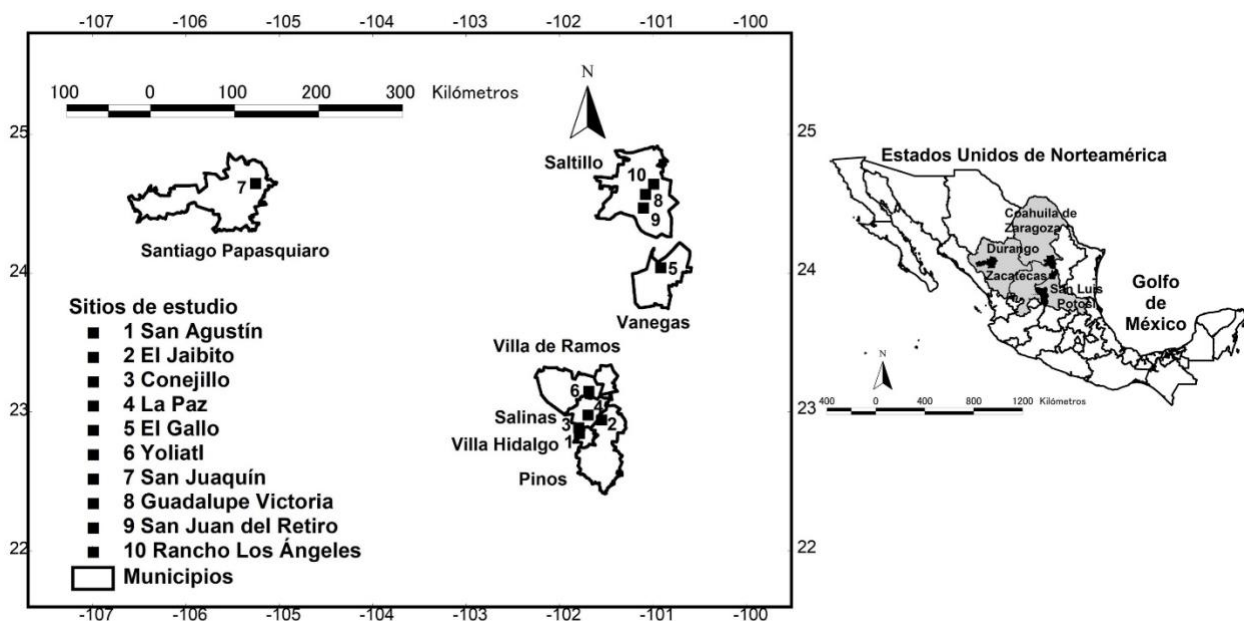 -107 -106 -105 -104 -103 -102 -101 -100
100 0 100 200 300 Kilómetros
N
25 25
Saltillo
10
8
9
7
Santiago Papasquiaro
24 24
5
Vanegas
Sitios de estudio
1 San Agustín
2 El Jaibito
3 Conejillo
4 La Paz
5 El Gallo
6 Yoliatl
7 San Juaquín
8 Guadalupe Victoria
9 San Juan del Retiro
10 Rancho Los Ángeles
Municipios
Villa de Ramos
23 23
6
4
Salinas
3 2
Villa Hidalgo
1
Pinos
22 22
-107 -106 -105 -104 -103 -102 -101 -100
Estados Unidos de Norteamérica
Coahuila de
Zaragoza
Durango
Zacatecas
San Luis
Potosí
Golfo
de
México
N
400 0 400 800 1200 Kilómetros